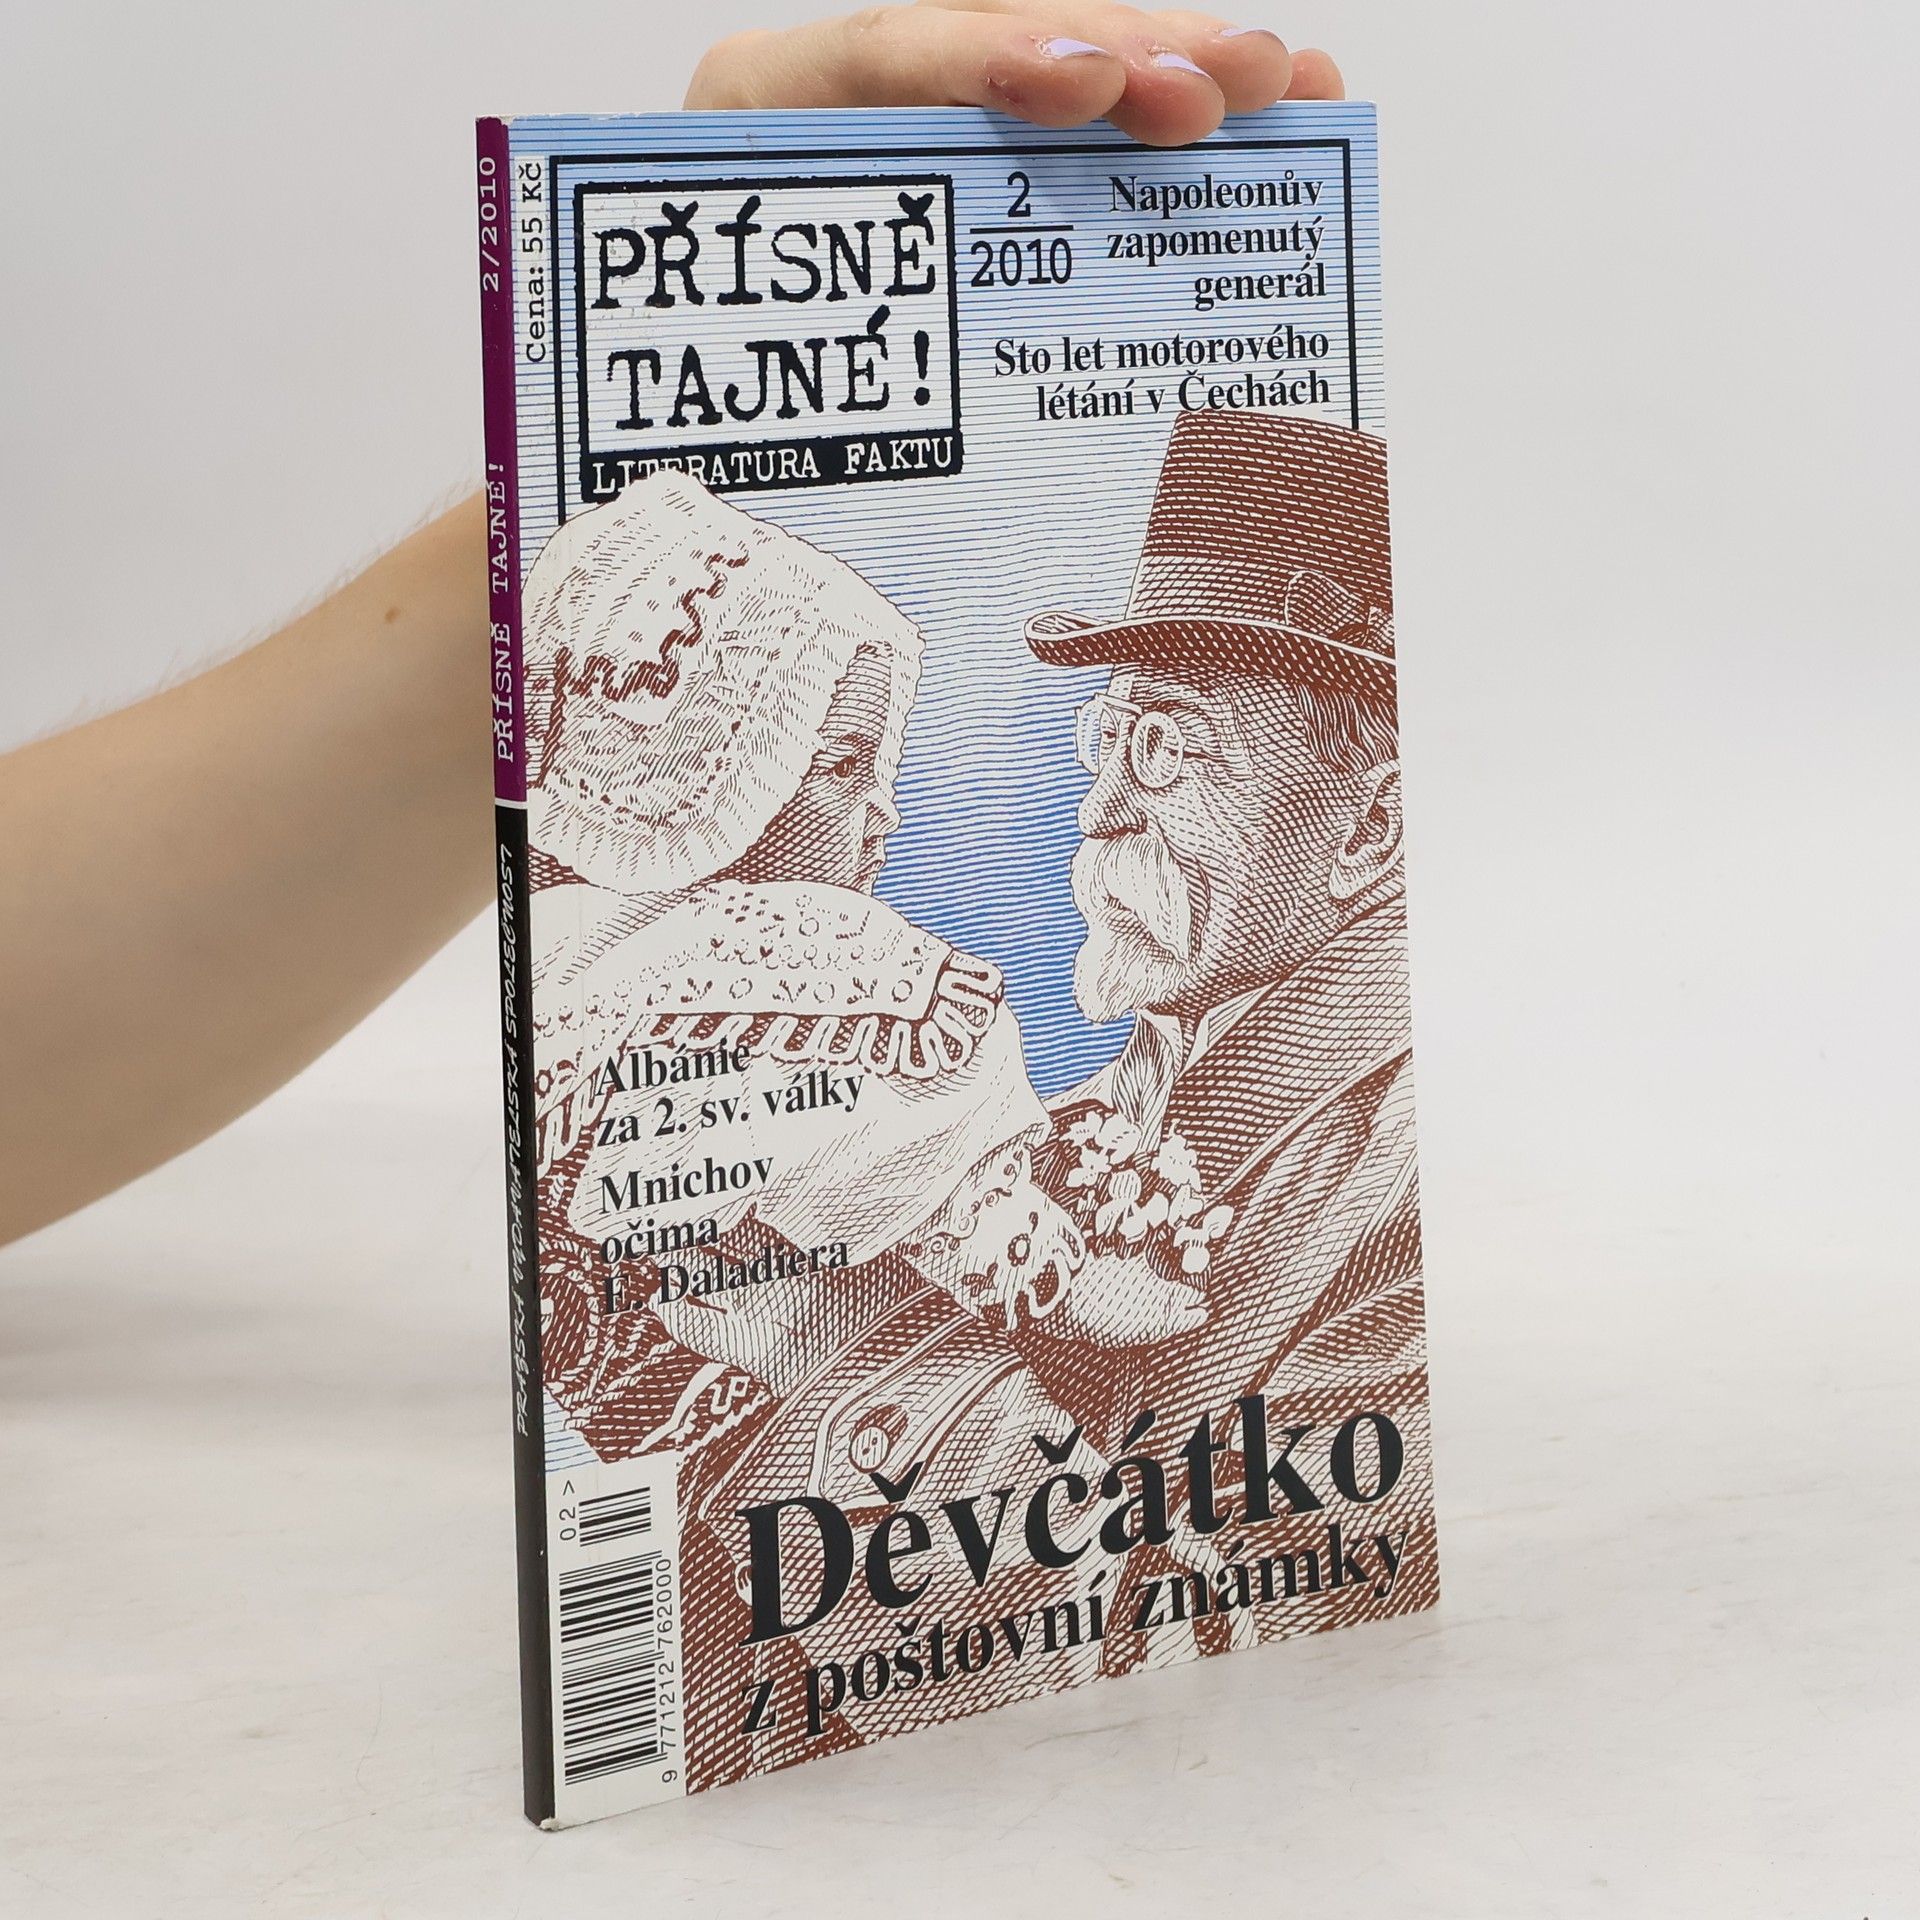 2/2010
PŘÍSNĚ TAJNÉ!
PRAŽSKÁ VYDAVATELSKÁ SPOLEČNOST
Cena: 55 Kč
PŘÍSNĚ
TAJNÉ!
LITERATURA FAKTU
2
2010
Napoleonův
zapomenutý
generál
Sto let motorového
létání v Čechách
Albánie
za 2. sv. války
Mnichov
očima
E. Daladiera
Děvčátko
z poštovní známky
02>
9 771212 762000